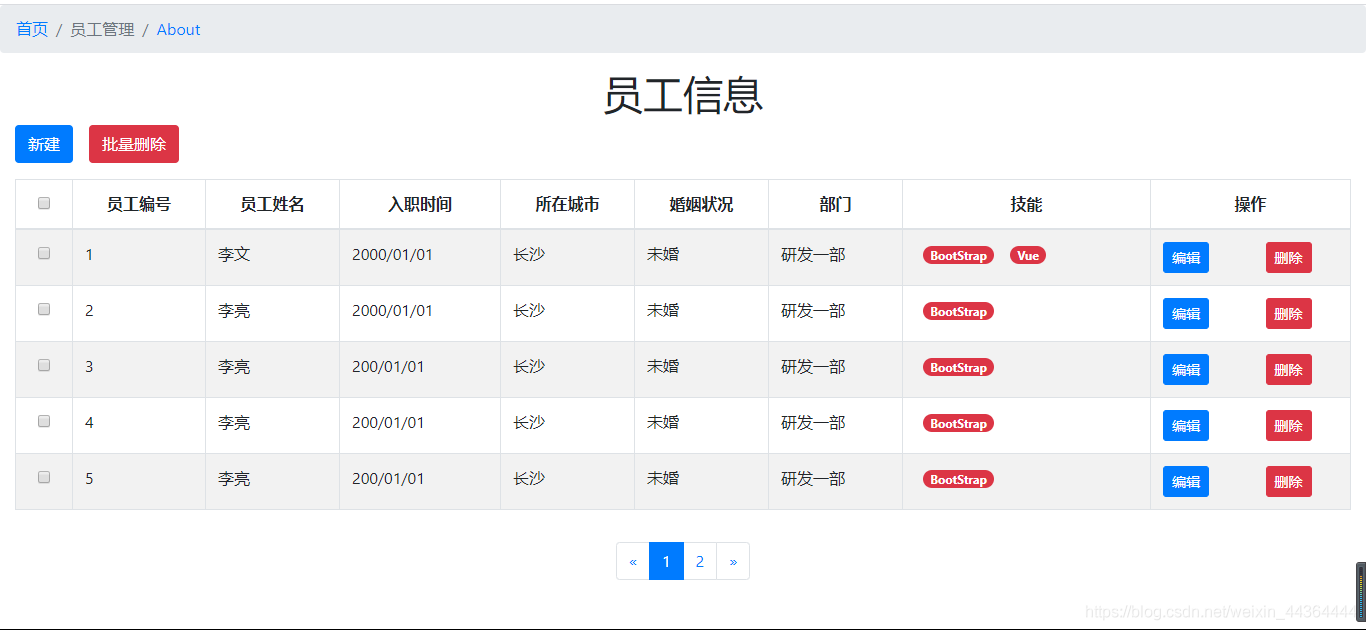 首页 / 员工管理 / About
员工信息
新建 批量删除
员工编号 员工姓名 入职时间 所在城市 婚姻状况 部门 技能 操作
1 李文 2000/01/01 长沙 未婚 研发一部 BootStrap Vue 编辑 删除
2 李亮 2000/01/01 长沙 未婚 研发一部 BootStrap 编辑 删除
3 李亮 200/01/01 长沙 未婚 研发一部 BootStrap 编辑 删除
4 李亮 200/01/01 长沙 未婚 研发一部 BootStrap 编辑 删除
5 李亮 200/01/01 长沙 未婚 研发一部 BootStrap 编辑 删除
« 1 2 »
https://blog.csdn.net/weixin_44364444